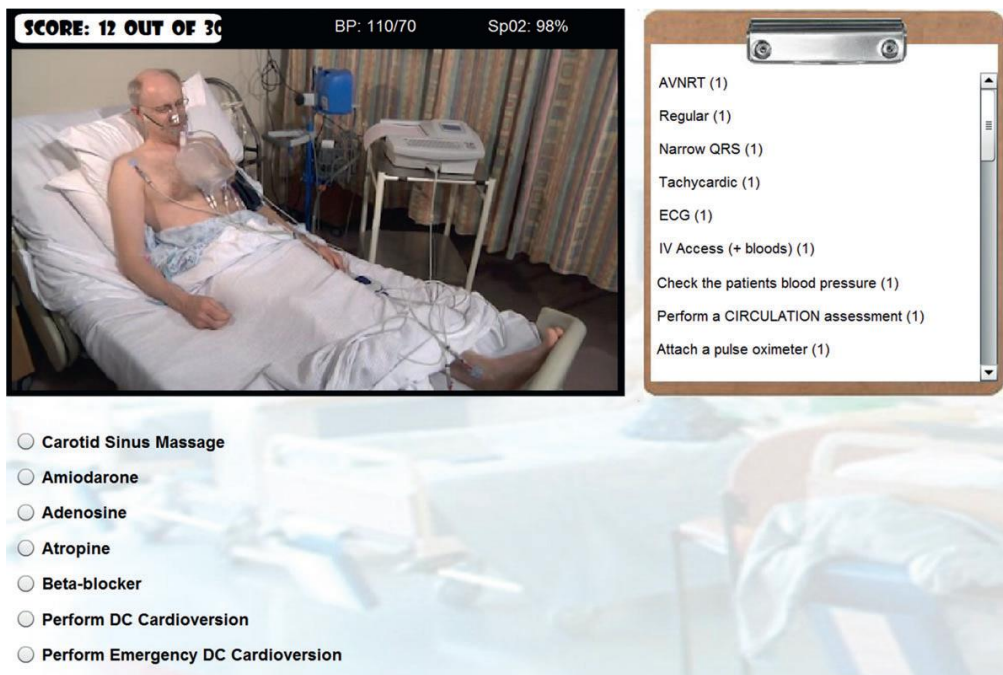 SCORE: 12 OUT OF 30
BP: 110/70
Sp02: 98%
AVNRT (1)
Regular (1)
Narrow QRS (1)
Tachycardic (1)
ECG (1)
IV Access (+ bloods) (1)
Check the patients blood pressure (1)
Perform a CIRCULATION assessment (1)
Attach a pulse oximeter (1)
Carotid Sinus Massage
Amiodarone
Adenosine
Atropine
Beta-blocker
Perform DC Cardioversion
Perform Emergency DC Cardioversion